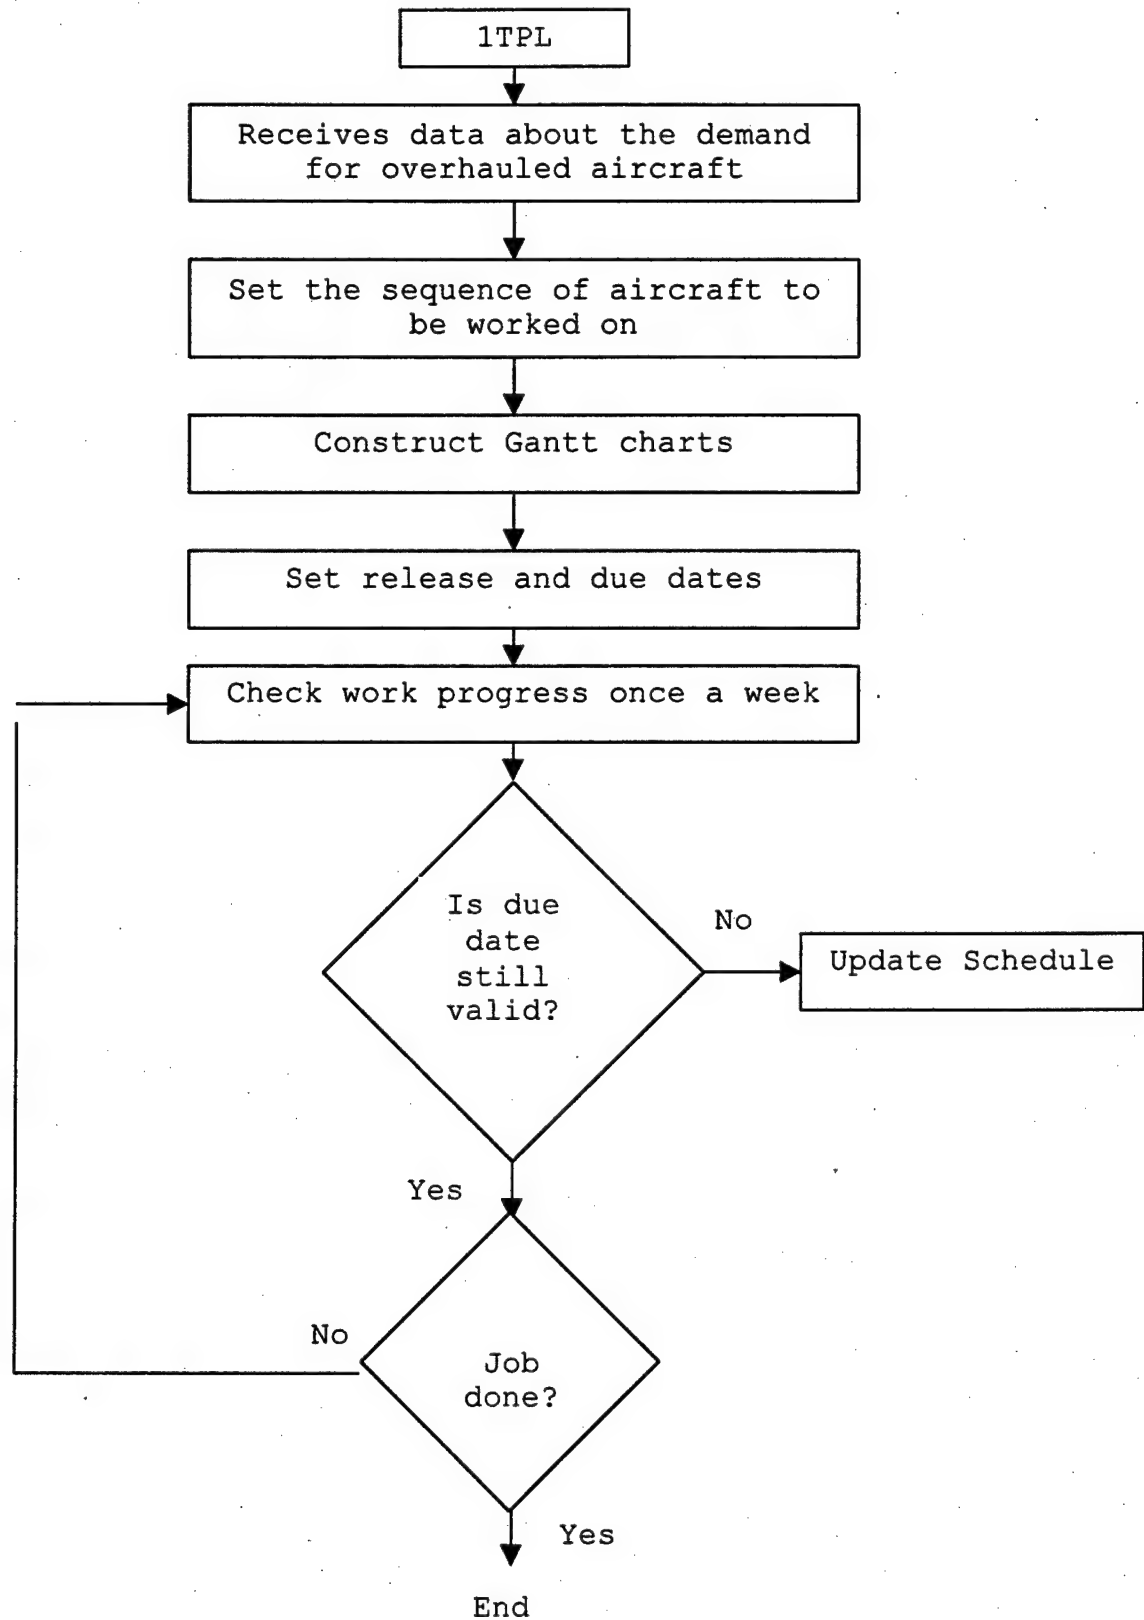 1TPL
Receives data about the demand
for overhauled aircraft
Set the sequence of aircraft to
be worked on
Construct Gantt charts
Set release and due dates
Check work progress once a week
Is due
date
still
valid?
No
Update Schedule
Yes
No
Job
done?
Yes
End